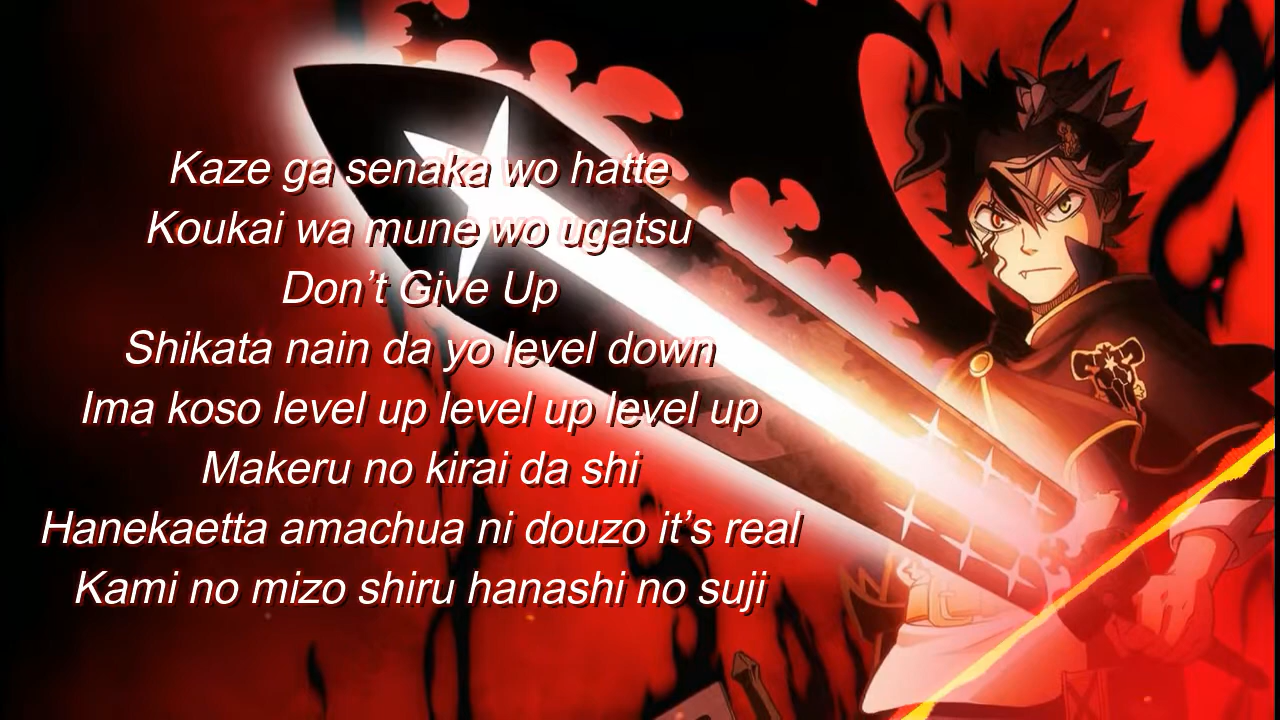 Kaze ga senaka wo hatte
Koukai wa mune wo ugatsu
Don’t Give Up
Shikata nain da yo level down
Ima koso level up level up level up
Makeru no kirai da shi
Hanekaetta amachua ni douzo it’s real
Kami no mizo shiru hanashi no suji